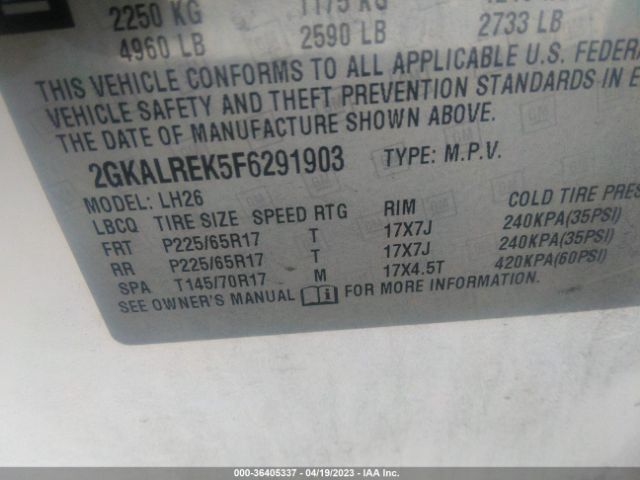 2250 KG 1175 KG
4960 LB 2590 LB 2733 LB
THIS VEHICLE CONFORMS TO ALL APPLICABLE U.S. FEDERA
VEHICLE SAFETY AND THEFT PREVENTION STANDARDS IN E
THE DATE OF MANUFACTURE SHOWN ABOVE.
2GKALREK5F6291903 TYPE: M.P.V.
MODEL: LH26
LBCQ TIRE SIZE SPEED RTG RIM COLD TIRE PRES
FRT P225/65R17 T 17X7J 240KPA(35PSI)
RR P225/65R17 T 17X7J 240KPA(35PSI)
SPA T145/70R17 M 17X4.5T 420KPA(60PSI)
SEE OWNER'S MANUAL FOR MORE INFORMATION.
000-36405337 - 04/19/2023 - IAA Inc.